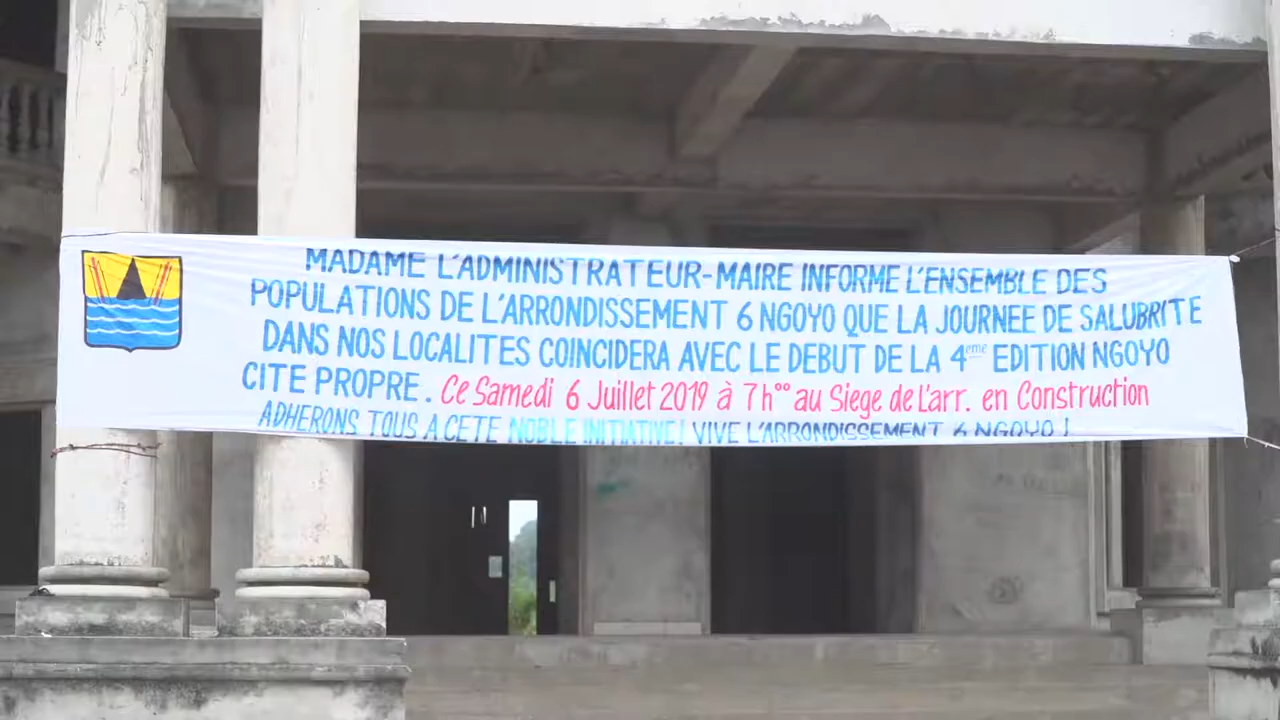 MADAME L'ADMINISTRATEUR-MAIRE INFORME L'ENSEMBLE DES
POPULATIONS DE L'ARRONDISSEMENT 6 NGOYO QUE LA JOURNEE DE SALUBRITE
DANS NOS LOCALITES COINCIDERA AVEC LE DEBUT DE LA 4eme EDITION NGOYO
CITE PROPRE. Ce Samedi 6 Juillet 2019 à 7h°° au Siege de L'arr. en Construction
ADHERONS TOUS A CETE NOBLE INITIATIVE! VIVE L'ARRONDISSEMENT 6 NGOYO !